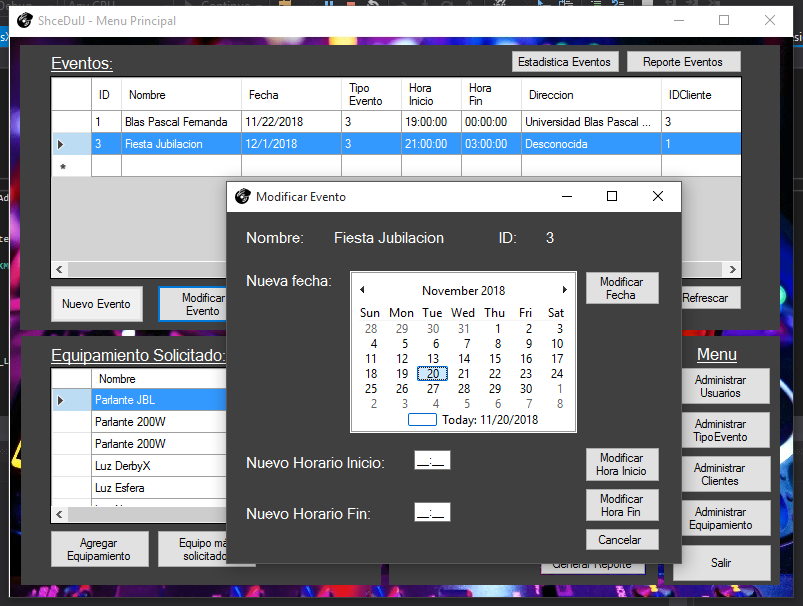 ShceDulJ - Menu Principal
Eventos:
Estadistica Eventos
Reporte Eventos
ID Nombre Fecha Tipo Evento Hora Inicio Hora Fin Direccion IDCliente
1 Blas Pascal Femanda 11/22/2018 3 19:00:00 00:00:00 Universidad Blas Pascal ... 3
3 Fiesta Jubilacion 12/1/2018 3 21:00:00 03:00:00 Desconocida 1
Nuevo Evento
Modificar
Evento
Refrescar
Modificar Evento
Nombre: Fiesta Jubilacion ID: 3
Nueva fecha:
November 2018
Sun Mon Tue Wed Thu Fri Sat
28 29 30 31 1 2 3
4 5 6 7 8 9 10
11 12 13 14 15 16 17
18 19 20 21 22 23 24
25 26 27 28 29 30 1
2 3 4 5 6 7 8
Today: 11/20/2018
Modificar
Fecha
Nuevo Horario Inicio: __:__
Modificar
Hora Inicio
Nuevo Horario Fin: __:__
Modificar
Hora Fin
Cancelar
Equipamiento Solicitado:
Nombre
Parlante JBL
Parlante 200W
Parlante 200W
Luz DerbyX
Luz Esfera
Agregar
Equipamiento
Equipo má
solicitado
Generar Reporte
Menu
Administrar
Usuarios
Administrar
TipoEvento
Administrar
Clientes
Administrar
Equipamiento
Salir